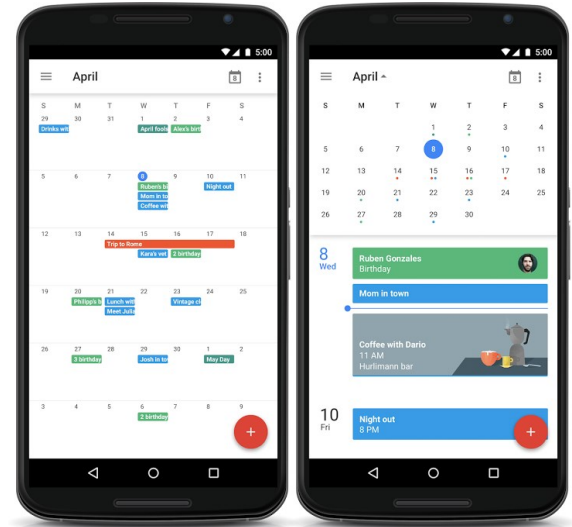 5:00
April
8
S M T W T F S
29 30 31 1 2 3 4
Drinks wit April fools Alex's birt
5 6 7 8 9 10 11
Ruben's bi Night out
Mom in to
Coffee wit
12 13 14 15 16 17 18
Trip to Rome
Kara's vet 2 birthday
19 20 21 22 23 24 25
Philipp's b Lunch with Vintage cl
Meet Julia
26 27 28 29 30 1 2
3 birthday Josh in to May Day
3 4 5 6 7 8 9
2 birthday
+
5:00
April
8
S M T W T F S
1 2 3 4
5 6 7 8 9 10 11
12 13 14 15 16 17 18
19 20 21 22 23 24 25
26 27 28 29 30
8
Wed
Ruben Gonzales
Birthday
Mom in town
Coffee with Dario
11 AM
Hurlimann bar
10
Fri
Night out
8 PM
+